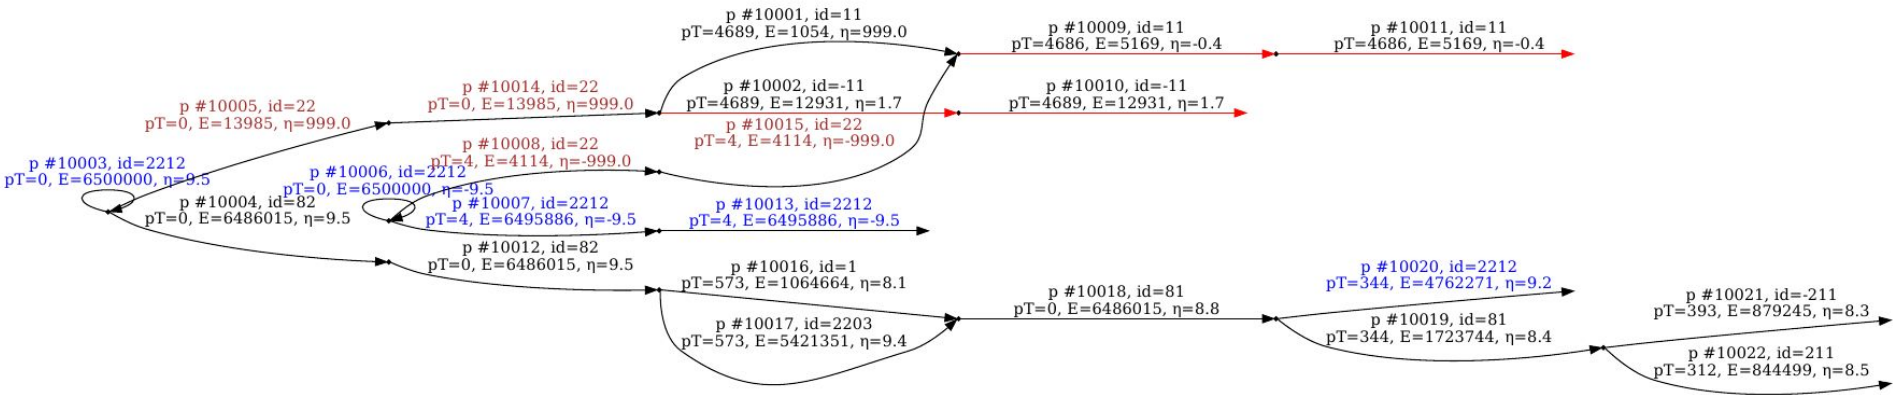 p #10001, id=11
pT=4689, E=1054, η=999.0
p #10009, id=11
pT=4686, E=5169, η=-0.4
p #10011, id=11
pT=4686, E=5169, η=-0.4
p #10005, id=22
pT=0, E=13985, η=999.0
p #10014, id=22
pT=0, E=13985, η=999.0
p #10002, id=-11
pT=4689, E=12931, η=1.7
p #10010, id=-11
pT=4689, E=12931, η=1.7
p #10015, id=22
pT=4, E=4114, η=-999.0
p #10008, id=22
pT=4, E=4114, η=-999.0
p #10003, id=2212
pT=0, E=6500000, η=9.5
p #10006, id=2212
pT=0, E=6500000, η=-9.5
p #10004, id=82
pT=0, E=6486015, η=9.5
p #10007, id=2212
pT=4, E=6495886, η=-9.5
p #10013, id=2212
pT=4, E=6495886, η=-9.5
p #10012, id=82
pT=0, E=6486015, η=9.5
p #10016, id=1
pT=573, E=1064664, η=8.1
p #10017, id=2203
pT=573, E=5421351, η=9.4
p #10018, id=81
pT=0, E=6486015, η=8.8
p #10020, id=2212
pT=344, E=4762271, η=9.2
p #10019, id=81
pT=344, E=1723744, η=8.4
p #10021, id=-211
pT=393, E=879245, η=8.3
p #10022, id=211
pT=312, E=844499, η=8.5